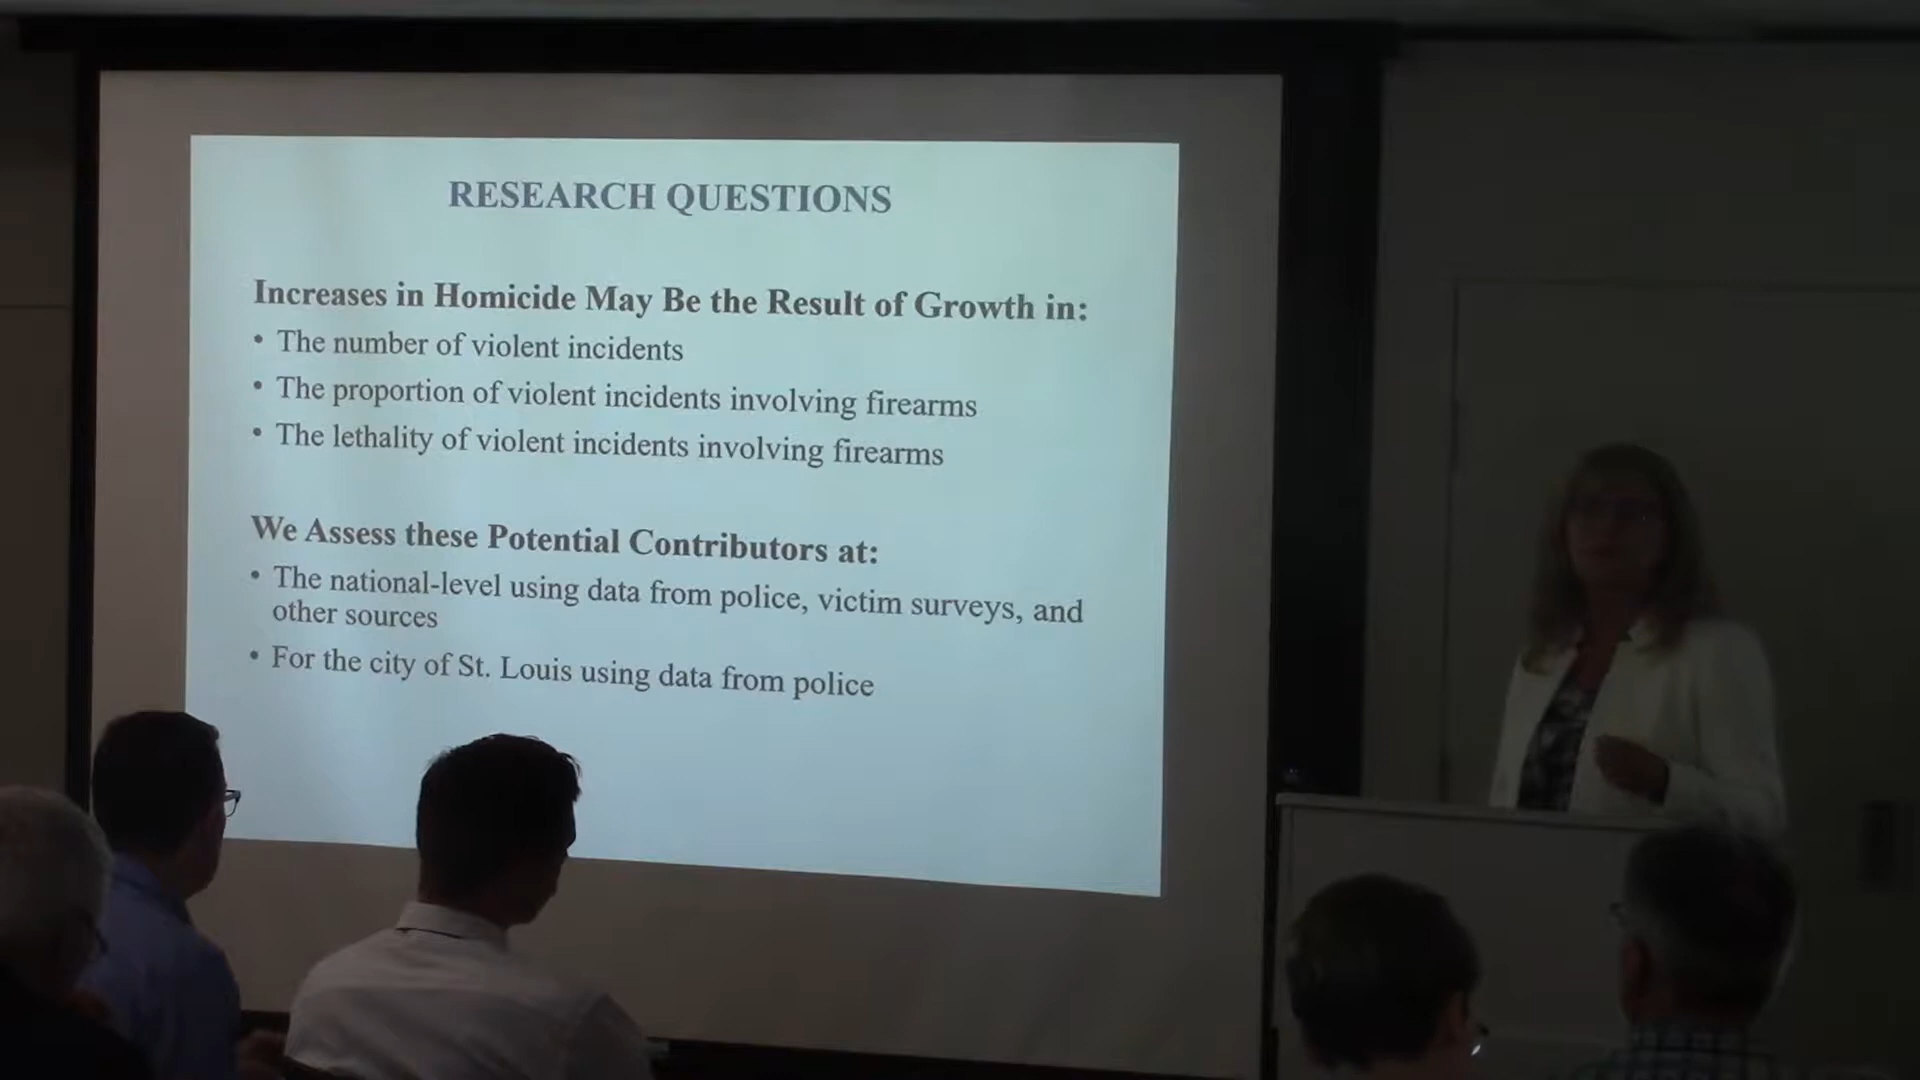 RESEARCH QUESTIONS
Increases in Homicide May Be the Result of Growth in:
• The number of violent incidents
• The proportion of violent incidents involving firearms
• The lethality of violent incidents involving firearms
We Assess these Potential Contributors at:
• The national-level using data from police, victim surveys, and
other sources
• For the city of St. Louis using data from police